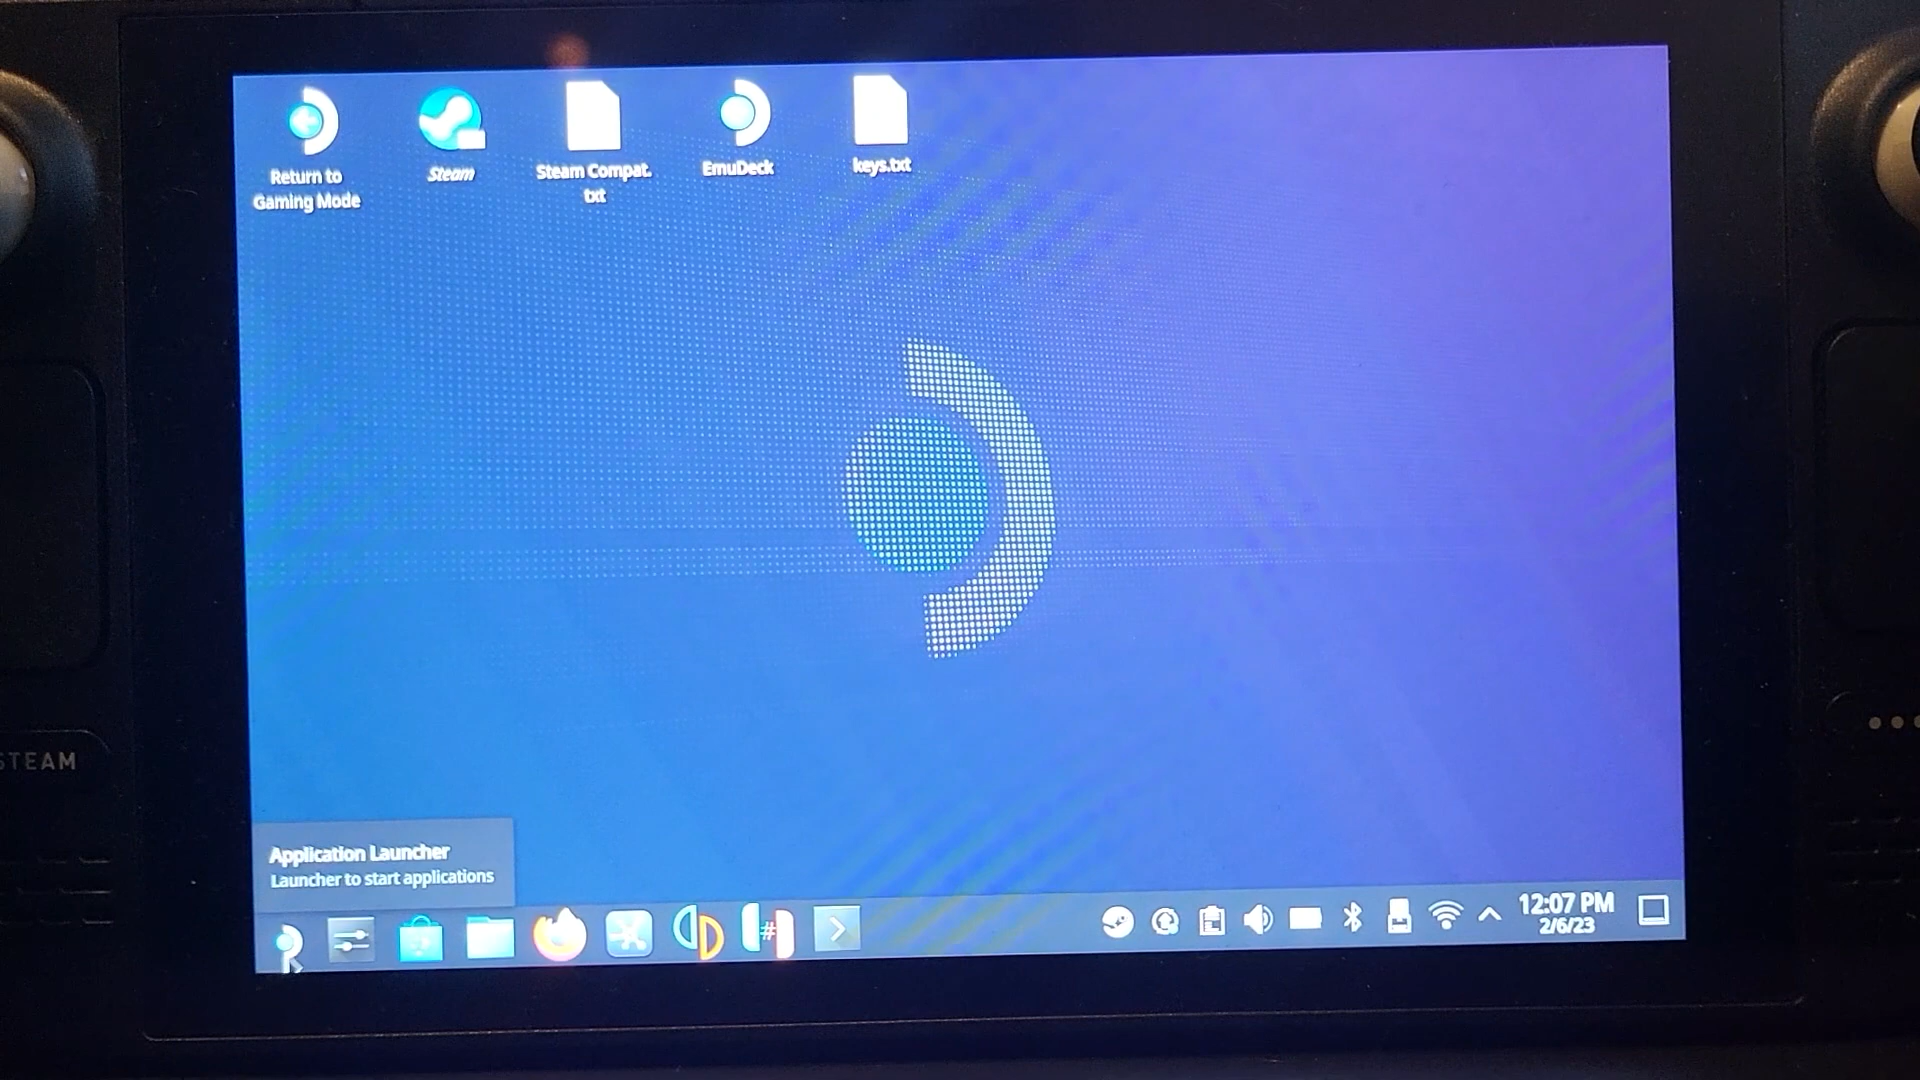 Return to
Gaming Mode
Steam
Steam Compat.
txt
EmuDeck
keys.txt
STEAM
Application Launcher
Launcher to start applications
#
12:07 PM
2/6/23